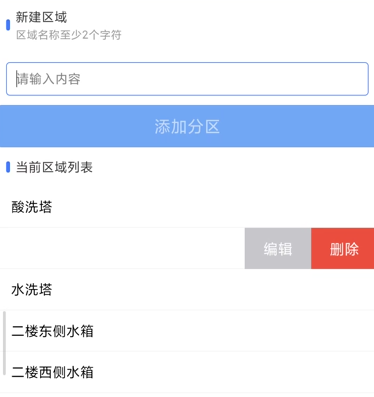 新建区域
区域名称至少2个字符
请输入内容
添加分区
当前区域列表
酸洗塔
编辑 删除
水洗塔
二楼东侧水箱
二楼西侧水箱